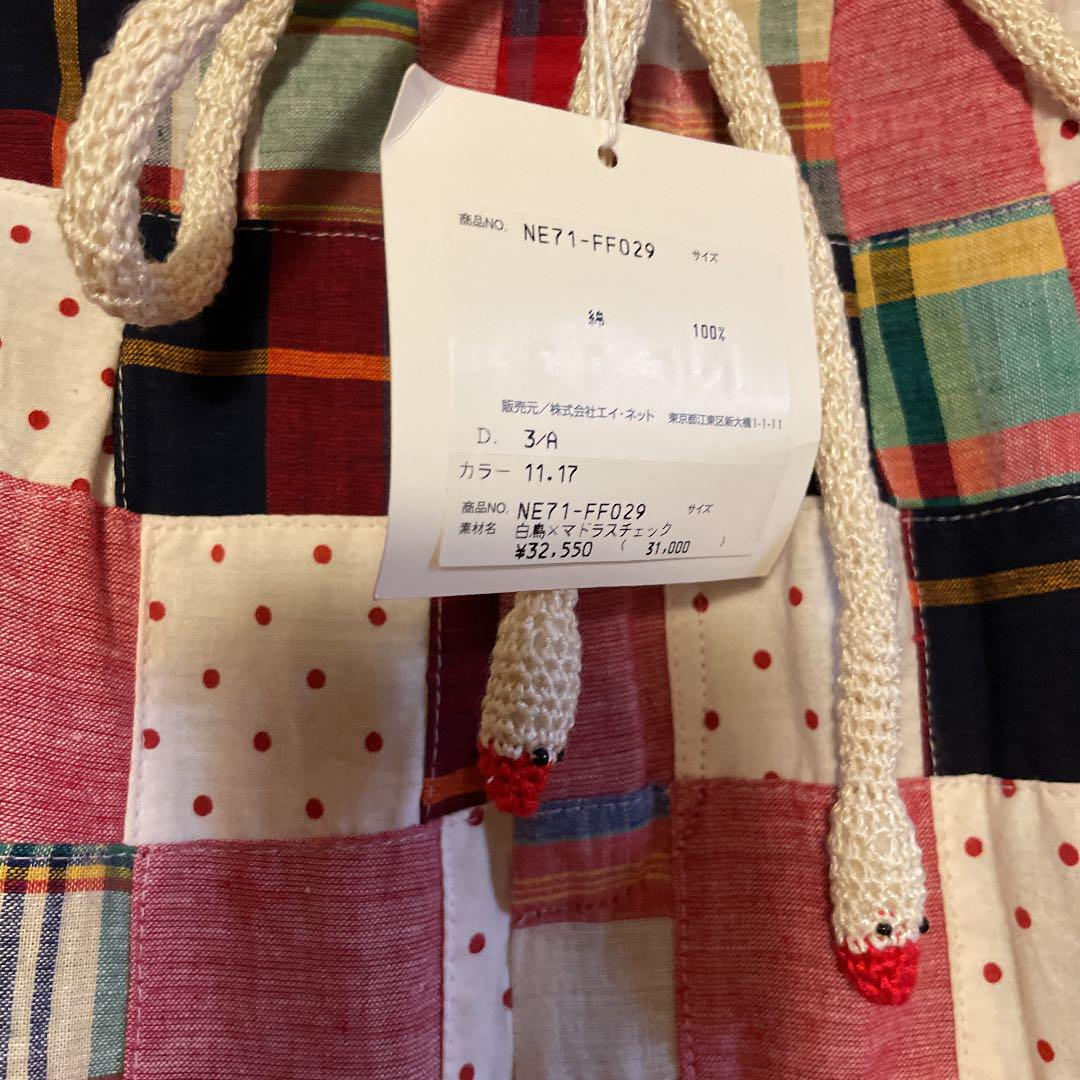 商品NO. NE71-FF029 サイズ
綿 100%
販売元/株式会社エイ・ネット 東京都江東区新大橋1-1-11
D. 3/A
カラー 11.17
商品NO. NE71-FF029 サイズ
素材名 白鳥×マドラスチェック
¥32,550 ( 31,000 )